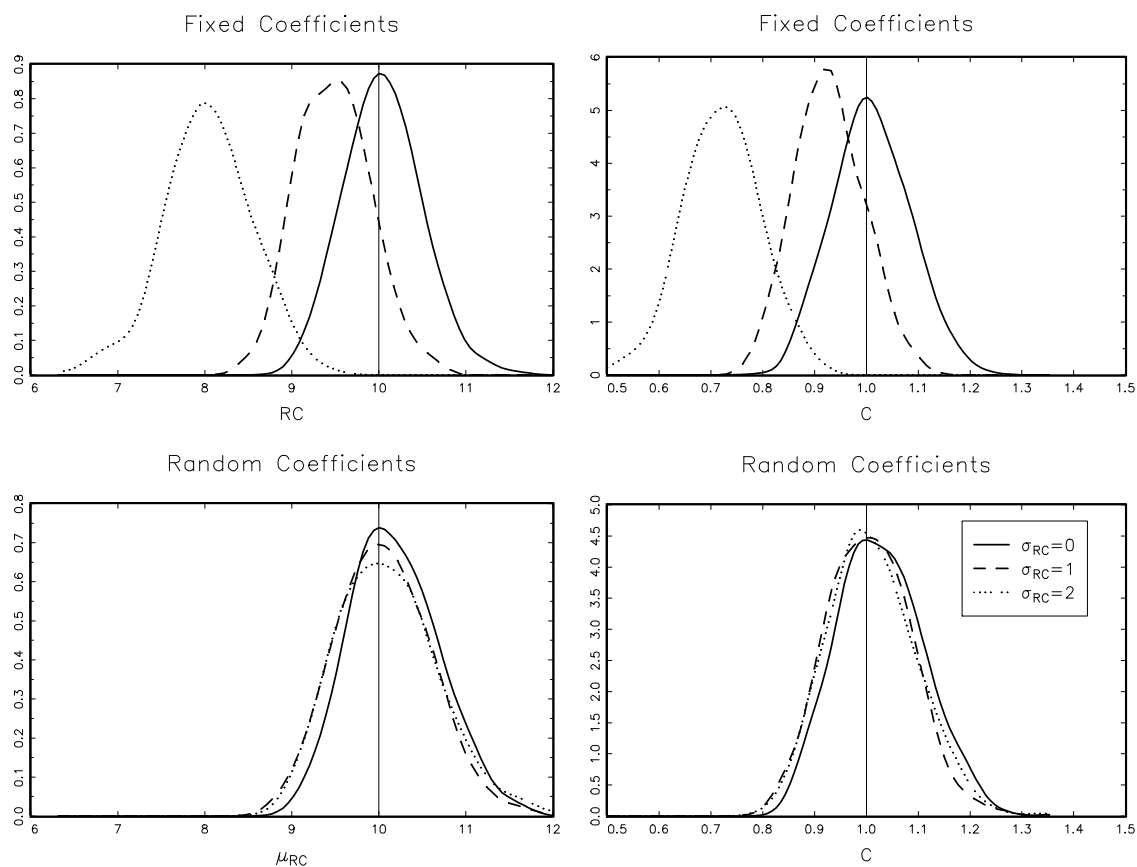 Fixed Coefficients
0.9
0.8
0.7
0.6
0.5
0.4
0.3
0.2
0.1
0.0
6 7 8 9 10 11 12
RC
Fixed Coefficients
6
5
4
3
2
1
0
0.5 0.6 0.7 0.8 0.9 1.0 1.1 1.2 1.3 1.4 1.5
C
Random Coefficients
0.8
0.7
0.6
0.5
0.4
0.3
0.2
0.1
0.0
6 7 8 9 10 11 12
μRC
Random Coefficients
5.0
4.5
4.0
3.5
3.0
2.5
2.0
1.5
1.0
0.5
0.0
0.5 0.6 0.7 0.8 0.9 1.0 1.1 1.2 1.3 1.4 1.5
C
σRC=0
σRC=1
σRC=2